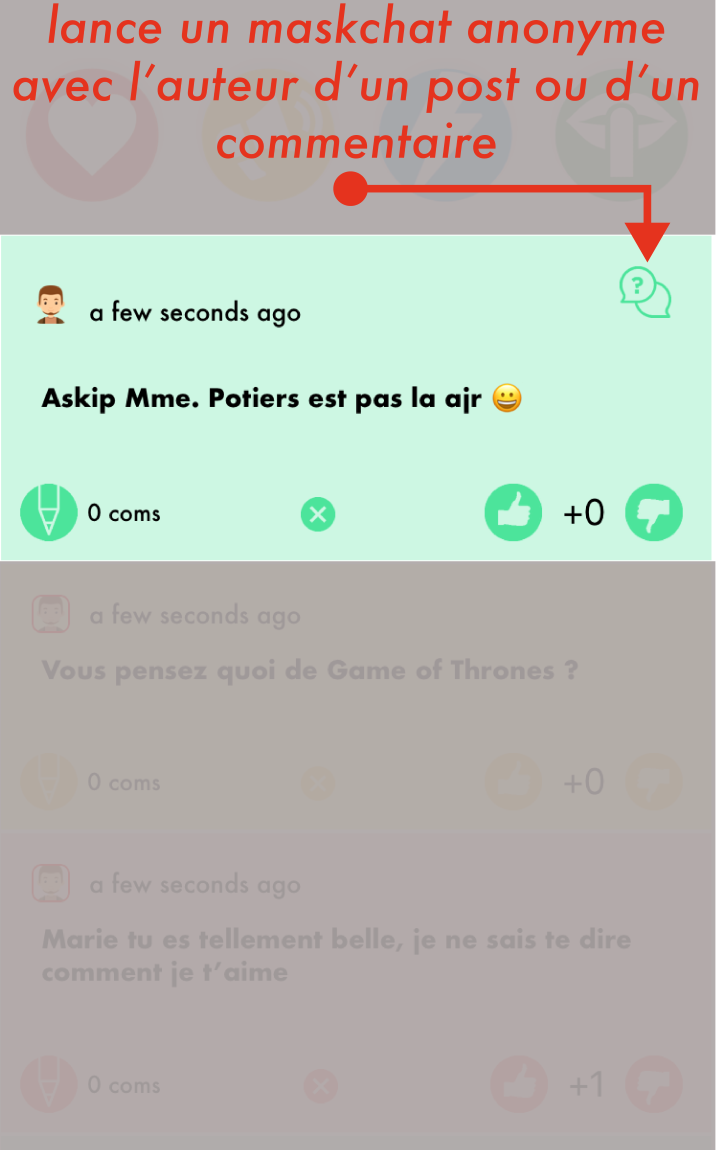 lance un maskchat anonyme
avec l’auteur d’un post ou d’un
commentaire
?
a few seconds ago
Askip Mme. Potiers est pas la ajr 😀
0 coms
+0
a few seconds ago
Vous pensez quoi de Game of Thrones ?
0 coms
+0
a few seconds ago
Marie tu es tellement belle, je ne sais te dire
comment je t’aime
0 coms
+1